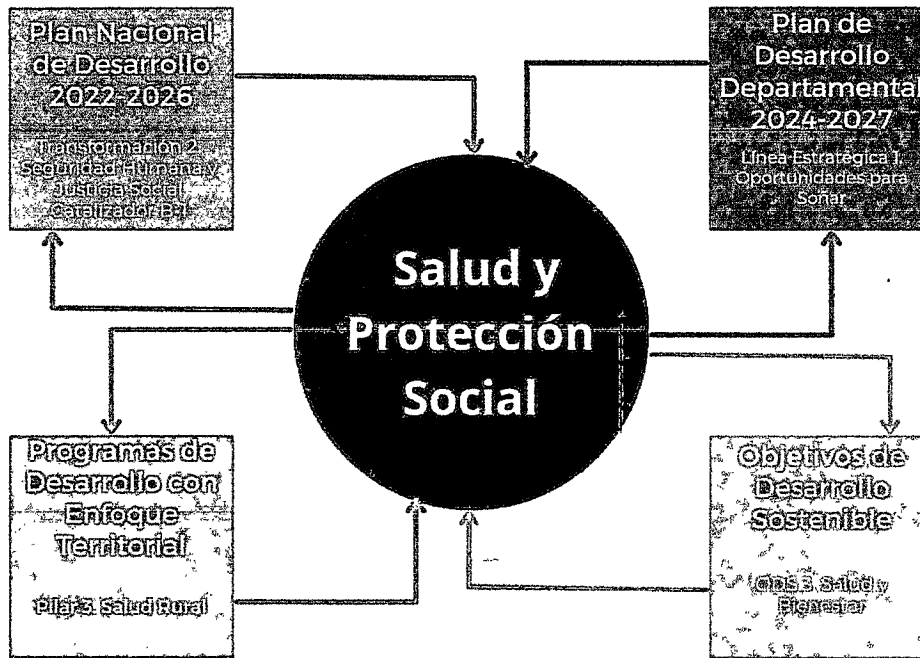 Plan Nacional
de Desarrollo
2022-2026
Transformación 2
Seguridad Humana y
Justicia Social
Catalizador B-1
Plan de
Desarrollo
Departamental
2024-2027
Línea Estratégica 1.
Oportunidades para
Soñar
Salud y
Protección
Social
Programas de
Desarrollo con
Enfoque
Territorial
Pilar 3. Salud Rural
Objetivos de
Desarrollo
Sostenible
ODS 3. Salud y
Bienestar